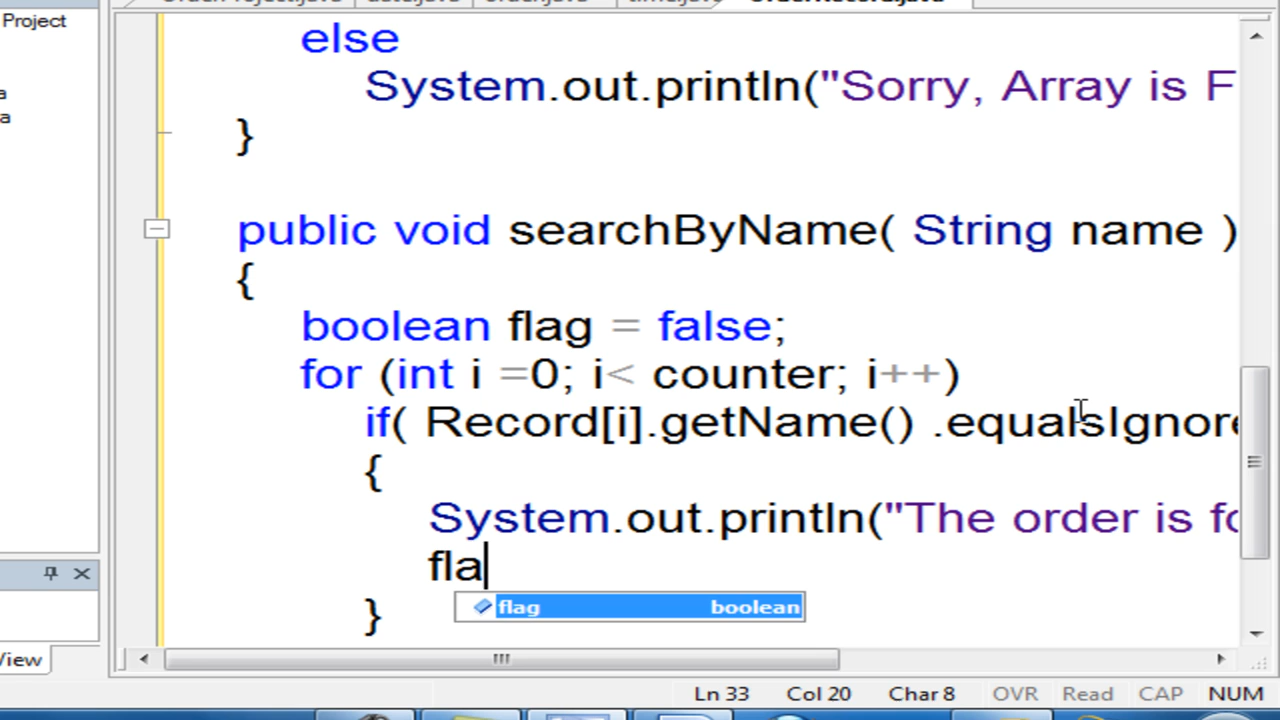 Project
else
System.out.println("Sorry, Array is F
}
public void searchByName( String name )
{
boolean flag = false;
for (int i =0; i< counter; i++)
if( Record[i].getName() .equalsIgnore
{
System.out.println("The order is fo
fla
flag boolean
}
View
Ln 33 Col 20 Char 8 OVR Read CAP NUM